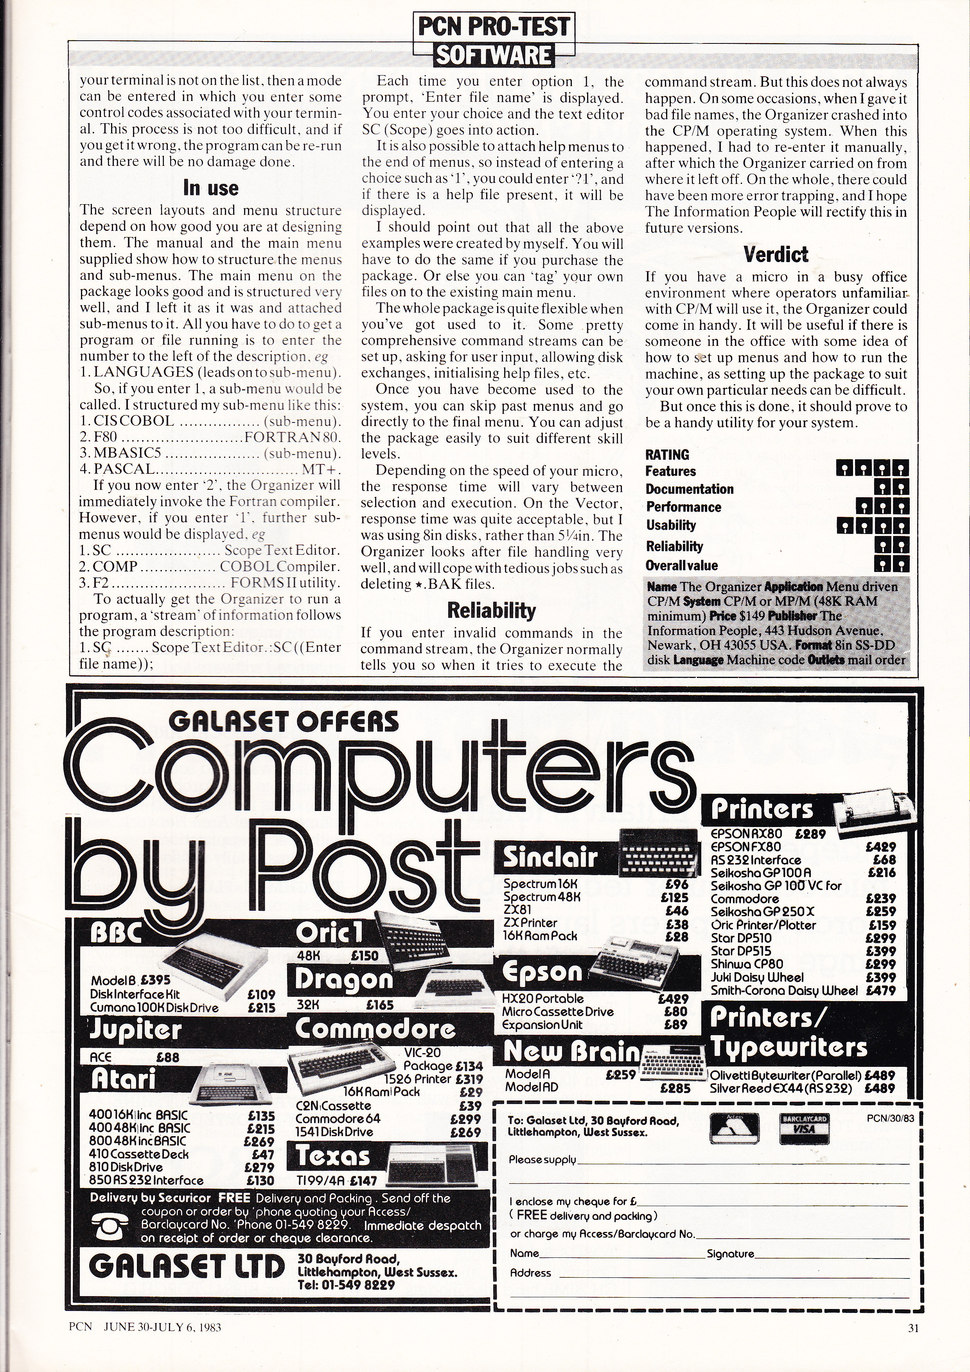 PCN PRO-TEST
SOFTWARE
your terminal is not on the list, then a mode
can be entered in which you enter some
control codes associated with your termin-
al. This process is not too difficult, and if
you get it wrong, the program can be re-run
and there will be no damage done.
In use
The screen layouts and menu structure
depend on how good you are at designing
them. The manual and the main menu
supplied show how to structure the menus
and sub-menus. The main menu on the
package looks good and is structured very
well, and I left it as it was and attached
sub-menus to it. All you have to do to get a
program or file running is to enter the
number to the left of the description. eg
1. LANGUAGES (leads on to sub-menu).
So, if you enter 1, a sub-menu would be
called. I structured my sub-menu like this:
1. CIS COBOL ................ (sub-menu).
2. F80 ........................FORTRAN 80.
3. MBASIC5 ................... (sub-menu).
4. PASCAL............................ MT+.
If you now enter ‘2’, the Organizer will
immediately invoke the Fortran compiler.
However, if you enter ‘1’, further sub-
menus would be displayed, eg
1. SC ..................... Scope Text Editor.
2. COMP ............... COBOL Compiler.
3. F2 ....................... FORMS II utility.
To actually get the Organizer to run a
program, a ‘stream’ of information follows
the program description:
1. SC ....... Scope Text Editor.:SC((Enter
file name));
Each time you enter option 1, the
prompt, ‘Enter file name’ is displayed.
You enter your choice and the text editor
SC (Scope) goes into action.
It is also possible to attach help menus to
the end of menus, so instead of entering a
choice such as ‘1’, you could enter ‘?1’, and
if there is a help file present, it will be
displayed.
I should point out that all the above
examples were created by myself. You will
have to do the same if you purchase the
package. Or else you can ‘tag’ your own
files on to the existing main menu.
The whole package is quite flexible when
you’ve got used to it. Some pretty
comprehensive command streams can be
set up, asking for user input, allowing disk
exchanges, initialising help files, etc.
Once you have become used to the
system, you can skip past menus and go
directly to the final menu. You can adjust
the package easily to suit different skill
levels.
Depending on the speed of your micro,
the response time will vary between
selection and execution. On the Vector,
response time was quite acceptable, but I
was using 8in disks, rather than 5¼in. The
Organizer looks after file handling very
well, and will cope with tedious jobs such as
deleting *.BAK files.
Reliability
If you enter invalid commands in the
command stream, the Organizer normally
tells you so when it tries to execute the
command stream. But this does not always
happen. On some occasions, when I gave it
bad file names, the Organizer crashed into
the CP/M operating system. When this
happened, I had to re-enter it manually,
after which the Organizer carried on from
where it left off. On the whole, there could
have been more error trapping, and I hope
The Information People will rectify this in
future versions.
Verdict
If you have a micro in a busy office
environment where operators unfamiliar
with CP/M will use it, the Organizer could
come in handy. It will be useful if there is
someone in the office with some idea of
how to set up menus and how to run the
machine, as setting up the package to suit
your own particular needs can be difficult.
But once this is done, it should prove to
be a handy utility for your system.
RATING
Features
Documentation
Performance
Usability
Reliability
Overall value
Name The Organizer Application Menu driven
CP/M System CP/M or MP/M (48K RAM
minimum) Price $149 Publisher The
Information People, 443 Hudson Avenue,
Newark, OH 43055 USA. Format 8in SS-DD
disk Language Machine code Outlets mail order
GALASET OFFERS
Computers
by Post
BBC
Model B £395
Disk Interface Kit £109
Cumana 100K Disk Drive £215
Jupiter
ACE £88
Atari
400 16K inc BASIC £135
400 48K inc BASIC £215
800 48K inc BASIC £269
410 Cassette Deck £47
810 Disk Drive £279
850 RS232 Interface £130
Oric 1
48K £150
Dragon
32K £165
Commodore
VIC-20
Package £134
1526 Printer £319
16K Ram Pack £29
C2N Cassette £39
Commodore 64 £299
1541 Disk Drive £269
Texas
TI 99/4A £147
Sinclair
Spectrum 16K £96
Spectrum 48K £125
ZX81 £46
ZX Printer £38
16K Ram Pack £28
Epson
HX20 Portable £429
Micro Cassette Drive £80
Expansion Unit £89
New Brain
Model A £259
Model AD £285
Printers
EPSON RX80 £289
EPSON FX80 £429
RS232 Interface £68
Seikosha GP 100 A £216
Seikosha GP 100 VC for
Commodore £239
Seikosha GP 250 X £259
Oric Printer/Plotter £159
Star DP510 £299
Star DP515 £399
Shinwa CP80 £299
Juki Daisy Wheel £399
Smith-Corona Daisy Wheel £479
Printers/
Typewriters
Olivetti Bytewriter (Parallel) £489
Silver Reed EX44 (RS 232) £489
Delivery by Securicor FREE Delivery and Packing . Send off the
coupon or order by 'phone quoting your Access/
Barclaycard No. 'Phone 01-549 8229. Immediate despatch
on receipt of order or cheque clearance.
GALASET LTD
30 Bayford Road,
Littlehampton, West Sussex.
Tel: 01-549 8229
To: Galaset Ltd, 30 Bayford Road,
Littlehampton, West Sussex.
Access
BARCLAYCARD
VISA
PCN/30/83
Please supply
I enclose my cheque for £
( FREE delivery and packing )
or charge my Access/Barclaycard No.
Name Signature
Address
PCN JUNE 30-JULY 6, 1983
31